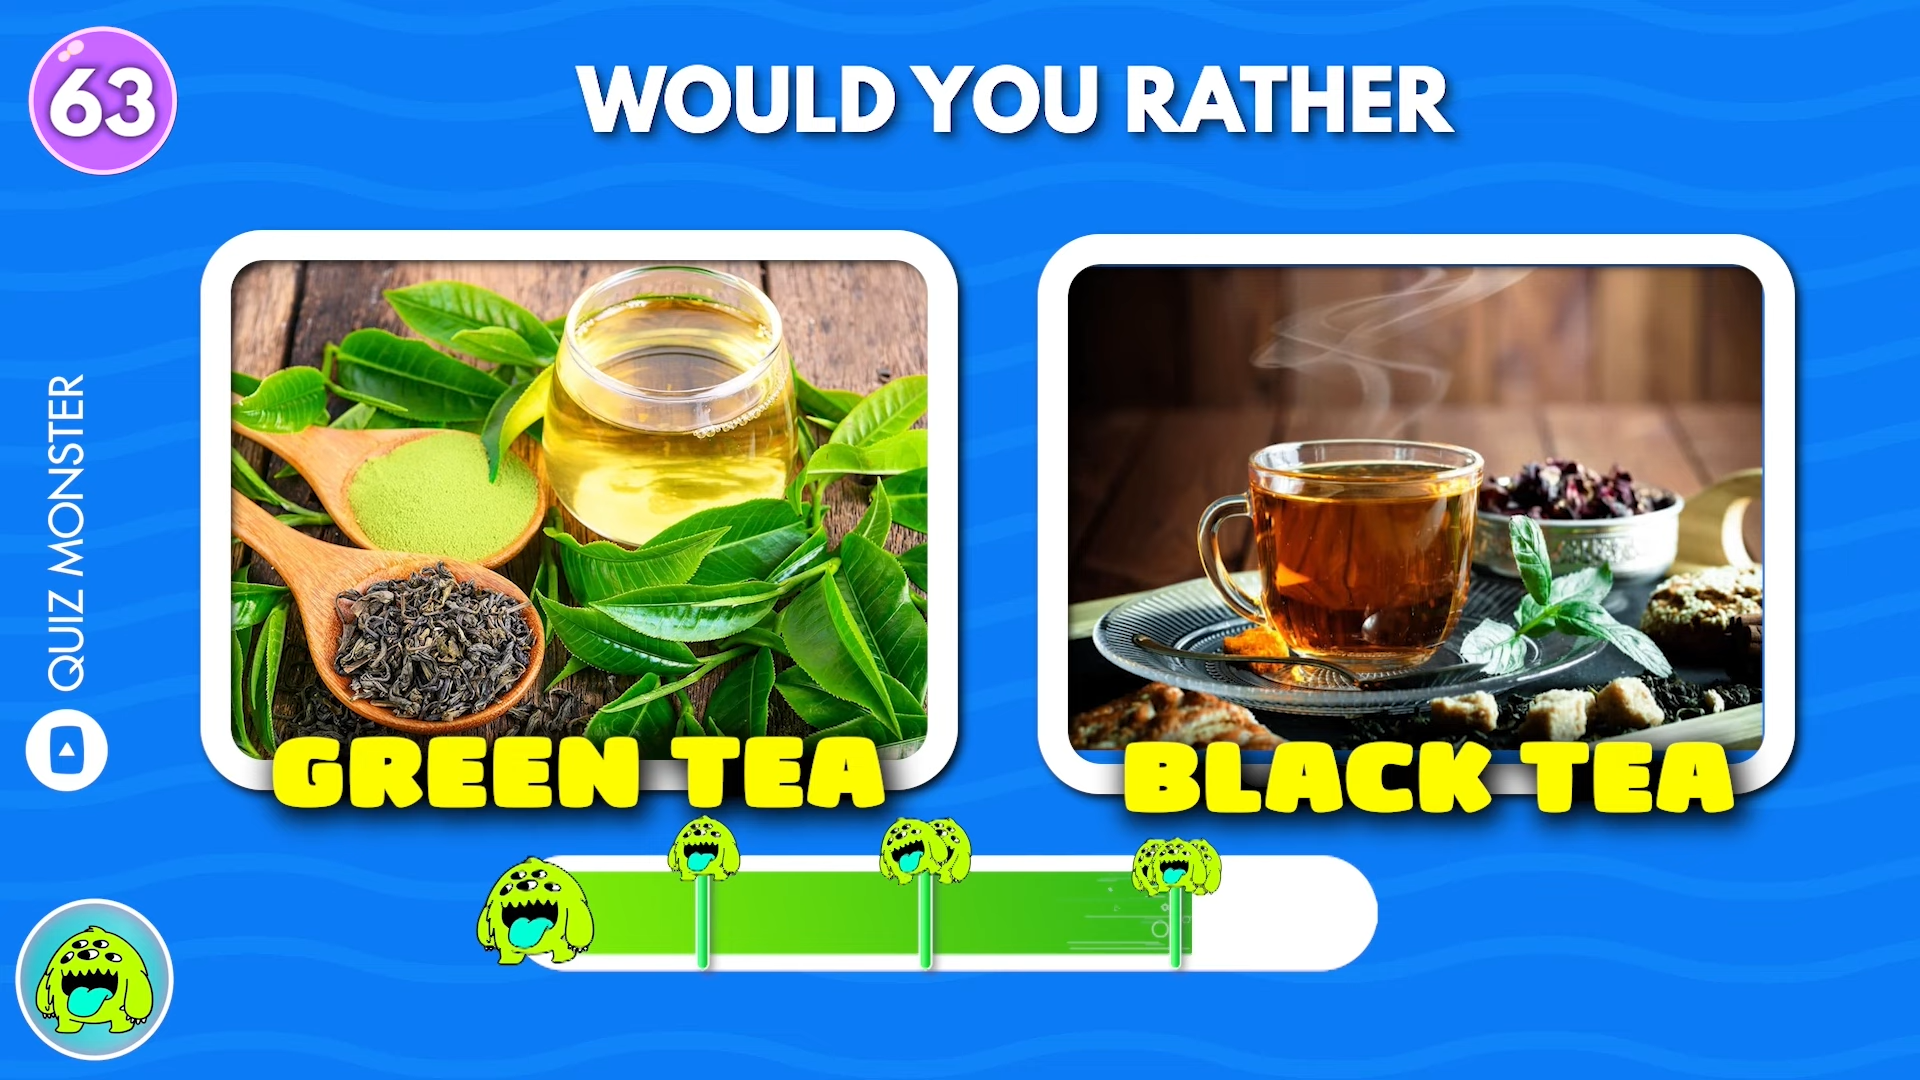 63
WOULD YOU RATHER
QUIZ MONSTER
GREEN TEA
BLACK TEA